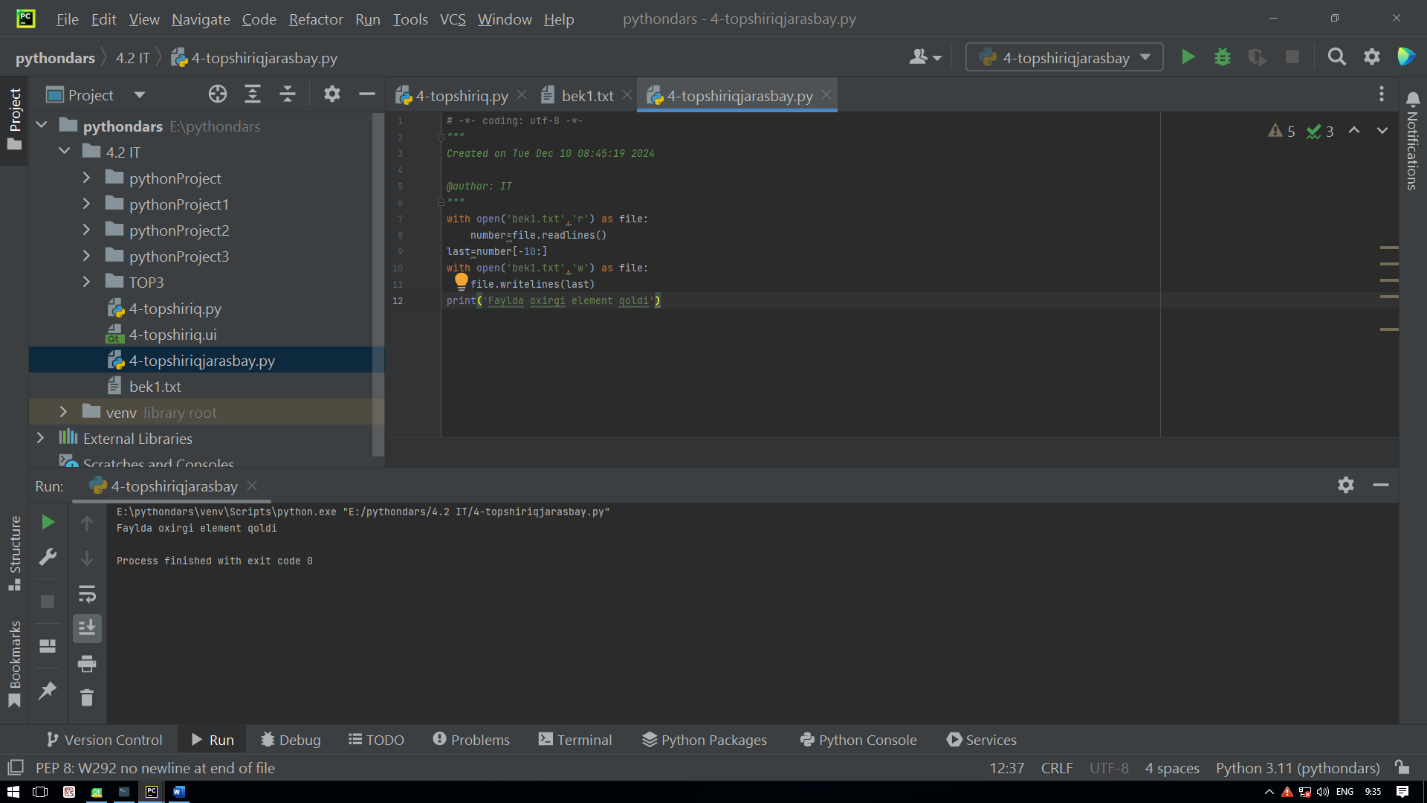 File Edit View Navigate Code Refactor Run Tools VCS Window Help pythondars - 4-topshiriqjarasbay.py
pythondars 4.2 IT 4-topshiriqjarasbay.py 4-topshiriqjarasbay
Project
Project
4-topshiriq.py bek1.txt 4-topshiriqjarasbay.py
Notifications
pythondars E:\pythondars
4.2 IT
pythonProject
pythonProject1
pythonProject2
pythonProject3
TOP3
4-topshiriq.py
4-topshiriq.ui
4-topshiriqjarasbay.py
bek1.txt
venv library root
External Libraries
Scratches and Consoles
5 3
1 # -*- coding: utf-8 -*-
2 """
3 Created on Tue Dec 10 08:45:19 2024
4
5 @author: IT
6 """
7 with open('bek1.txt','r') as file:
8 number=file.readlines()
9 last=number[-10:]
10 with open('bek1.txt','w') as file:
11 file.writelines(last)
12 print('Faylda oxirgi element qoldi')
Run: 4-topshiriqjarasbay
E:\pythondars\venv\Scripts\python.exe "E:/pythondars/4.2 IT/4-topshiriqjarasbay.py"
Faylda oxirgi element qoldi
Process finished with exit code 0
Structure
Bookmarks
Version Control Run Debug TODO Problems Terminal Python Packages Python Console Services
PEP 8: W292 no newline at end of file 12:37 CRLF UTF-8 4 spaces Python 3.11 (pythondars)
ENG 9:35